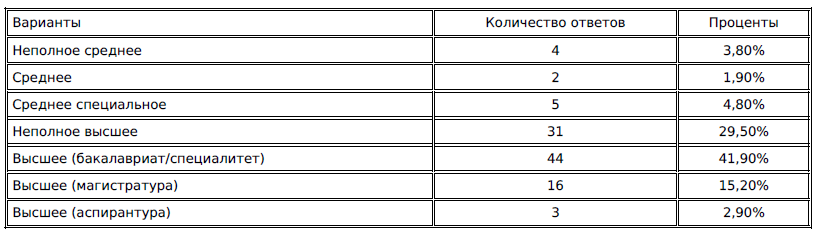 Варианты Количество ответов Проценты
Неполное среднее 4 3,80%
Среднее 2 1,90%
Среднее специальное 5 4,80%
Неполное высшее 31 29,50%
Высшее (бакалавриат/специалитет) 44 41,90%
Высшее (магистратура) 16 15,20%
Высшее (аспирантура) 3 2,90%